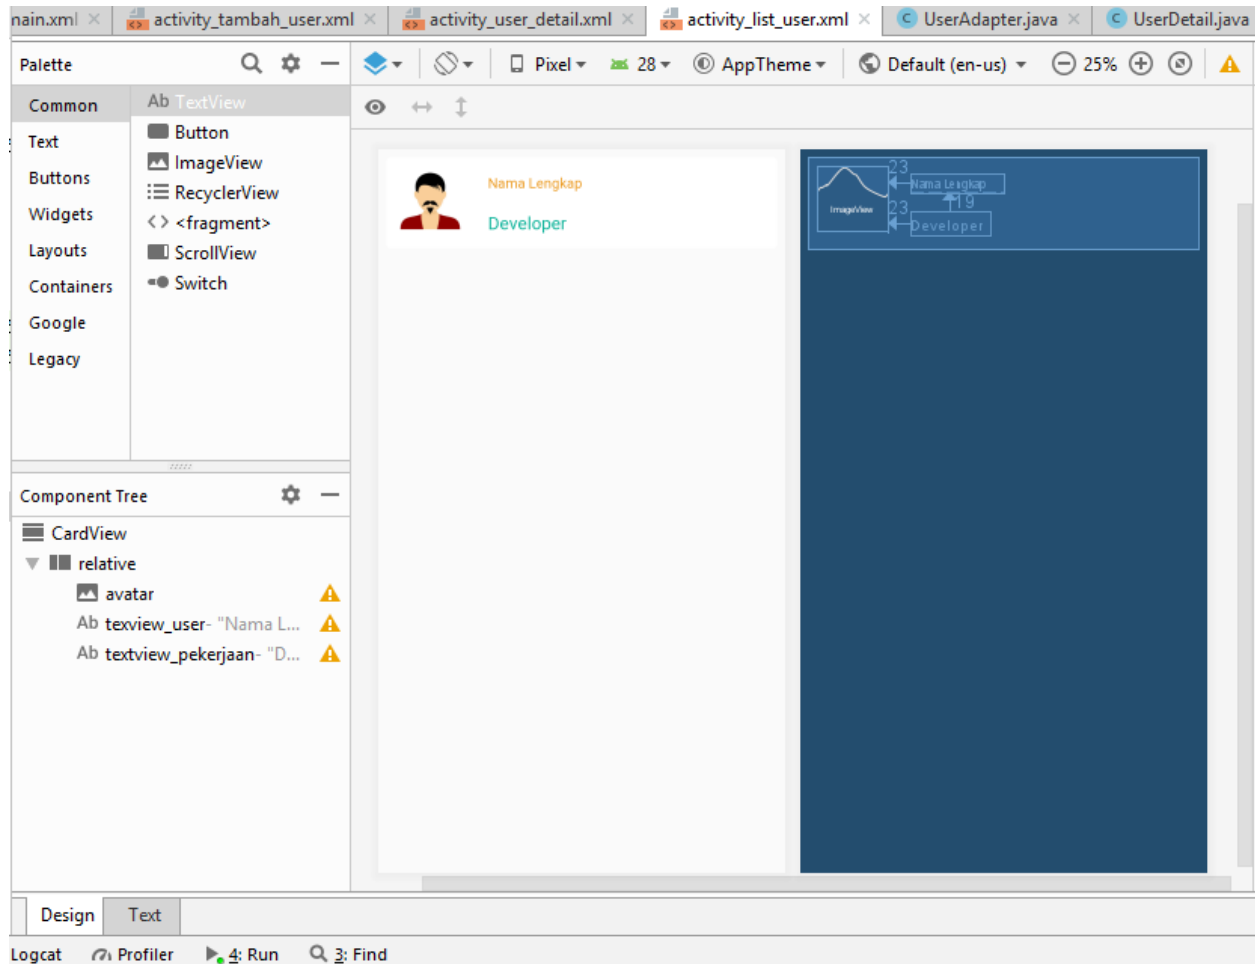 nain.xml activity_tambah_user.xml activity_user_detail.xml activity_list_user.xml UserAdapter.java UserDetail.java
Palette Pixel 28 AppTheme Default (en-us) 25%
Common
Text
Buttons
Widgets
Layouts
Containers
Google
Legacy
Ab TextView
Button
ImageView
RecyclerView
<fragment>
ScrollView
Switch
Nama Lengkap
Developer
ImageView
23
Nama Lengkap
19
23
Developer
Component Tree
CardView
relative
avatar
Ab texview_user- "Nama L...
Ab textview_pekerjaan- "D...
Design Text
Logcat Profiler 4: Run 3: Find